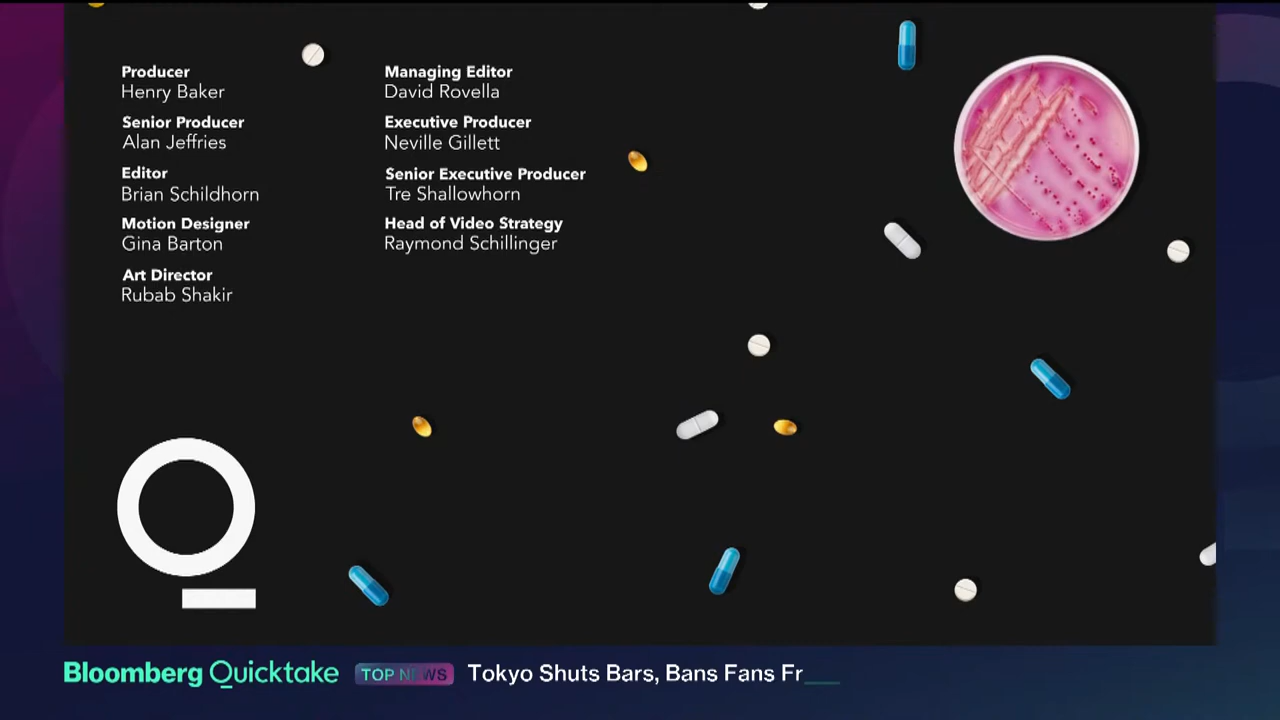 Producer
Henry Baker
Senior Producer
Alan Jeffries
Editor
Brian Schildhorn
Motion Designer
Gina Barton
Art Director
Rubab Shakir
Managing Editor
David Rovella
Executive Producer
Neville Gillett
Senior Executive Producer
Tre Shallowhorn
Head of Video Strategy
Raymond Schillinger
Bloomberg Quicktake TOP NEWS Tokyo Shuts Bars, Bans Fans Fr